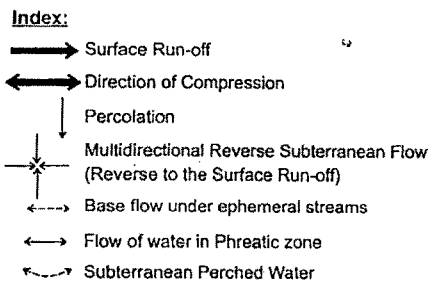 Index:
Surface Run-off
Direction of Compression
Percolation
Multidirectional Reverse Subterranean Flow
(Reverse to the Surface Run-off)
Base flow under ephemeral streams
Flow of water in Phreatic zone
Subterranean Perched Water